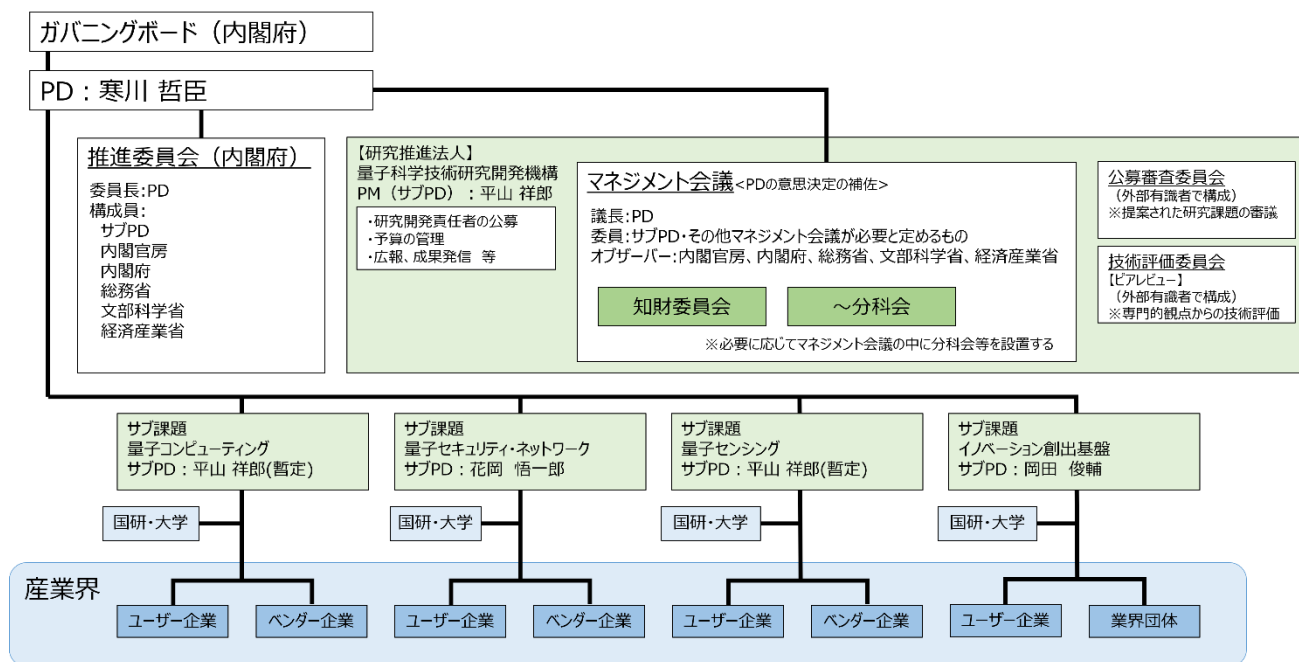 ガバニングボード（内閣府）
PD：寒川 哲臣
推進委員会（内閣府）
委員長:PD
構成員：
サブPD
内閣官房
内閣府
総務省
文部科学省
経済産業省
【研究推進法人】
量子科学技術研究開発機構
PM（サブPD）：平山 祥郎
・研究開発責任者の公募
・予算の管理
・広報、成果発信 等
マネジメント会議<PDの意思決定の補佐>
議長:PD
委員:サブPD・その他マネジメント会議が必要と定めるもの
オブザーバー:内閣官房、内閣府、総務省、文部科学省、経済産業省
知財委員会
～分科会
※必要に応じてマネジメント会議の中に分科会等を設置する
公募審査委員会
（外部有識者で構成）
※提案された研究課題の審議
技術評価委員会
【ピアレビュー】
（外部有識者で構成）
※専門的観点からの技術評価
サブ課題
量子コンピューティング
サブPD：平山 祥郎(暫定)
サブ課題
量子セキュリティ・ネットワーク
サブPD：花岡 悟一郎
サブ課題
量子センシング
サブPD：平山 祥郎(暫定)
サブ課題
イノベーション創出基盤
サブPD：岡田 俊輔
国研・大学
国研・大学
国研・大学
国研・大学
産業界
ユーザー企業
ベンダー企業
ユーザー企業
ベンダー企業
ユーザー企業
ベンダー企業
ユーザー企業
業界団体